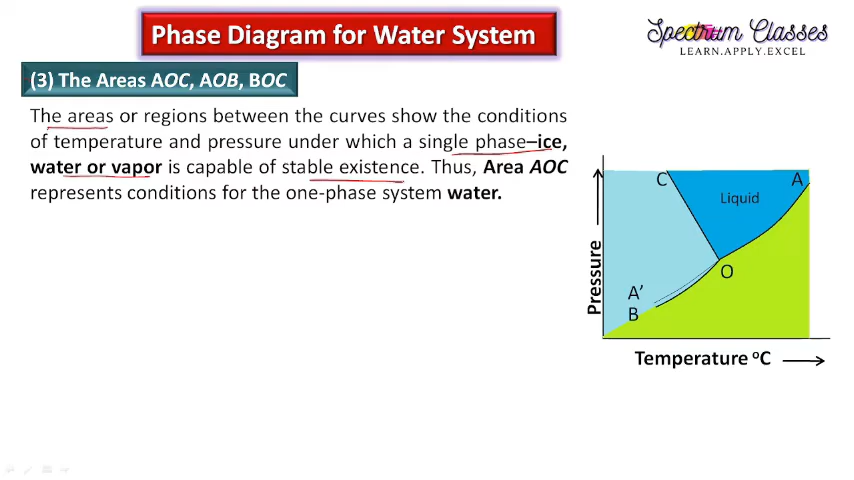 Phase Diagram for Water System
Spectrum Classes
LEARN.APPLY.EXCEL
(3) The Areas AOC, AOB, BOC
The areas or regions between the curves show the conditions
of temperature and pressure under which a single phase–ice,
water or vapor is capable of stable existence. Thus, Area AOC
represents conditions for the one-phase system water.
C
A
Liquid
O
A’
B
Pressure
Temperature ºC